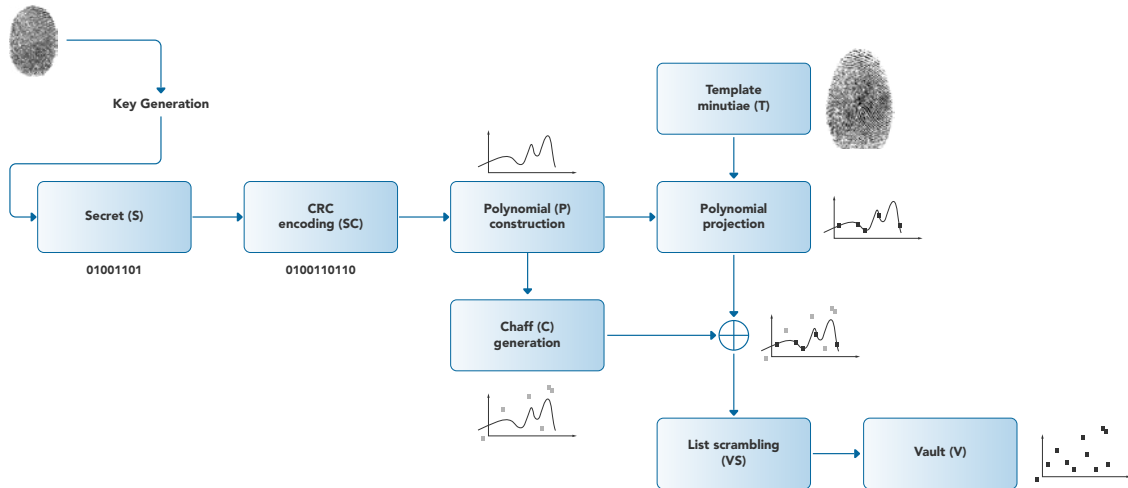 Key Generation
Template
minutiae (T)
Secret (S)
CRC
encoding (SC)
Polynomial (P)
construction
Polynomial
projection
01001101
0100110110
Chaff (C)
generation
List scrambling
(VS)
Vault (V)